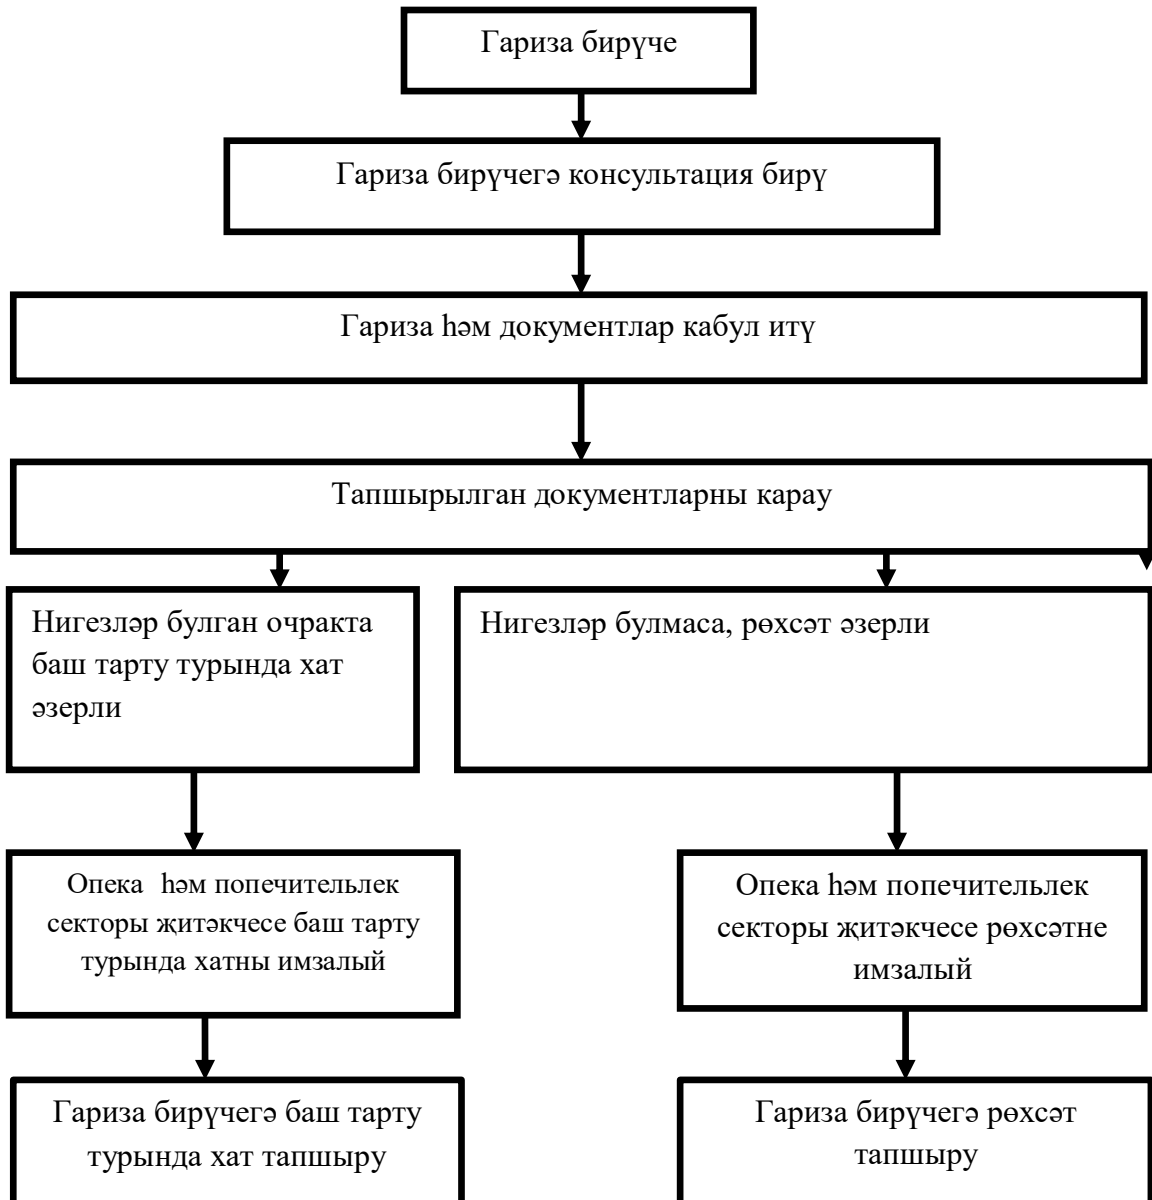 Гариза бирүче
Гариза бирүчегә консультация бирү
Гариза һәм документлар кабул итү
Тапшырылган документларны карау
Нигезләр булган очракта
баш тарту турында хат
әзерли
Нигезләр булмаса, рөхсәт әзерли
Опека һәм попечительлек
секторы җитәкчесе баш тарту
турында хатны имзалый
Опека һәм попечительлек
секторы җитәкчесе рөхсәтне
имзалый
Гариза бирүчегә баш тарту
турында хат тапшыру
Гариза бирүчегә рөхсәт
тапшыру